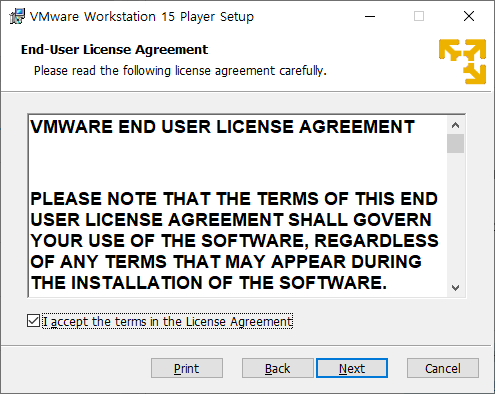 VMware Workstation 15 Player Setup
End-User License Agreement
Please read the following license agreement carefully.
VMWARE END USER LICENSE AGREEMENT
PLEASE NOTE THAT THE TERMS OF THIS END
USER LICENSE AGREEMENT SHALL GOVERN
YOUR USE OF THE SOFTWARE, REGARDLESS
OF ANY TERMS THAT MAY APPEAR DURING
THE INSTALLATION OF THE SOFTWARE.
I accept the terms in the License Agreement
Print Back Next Cancel